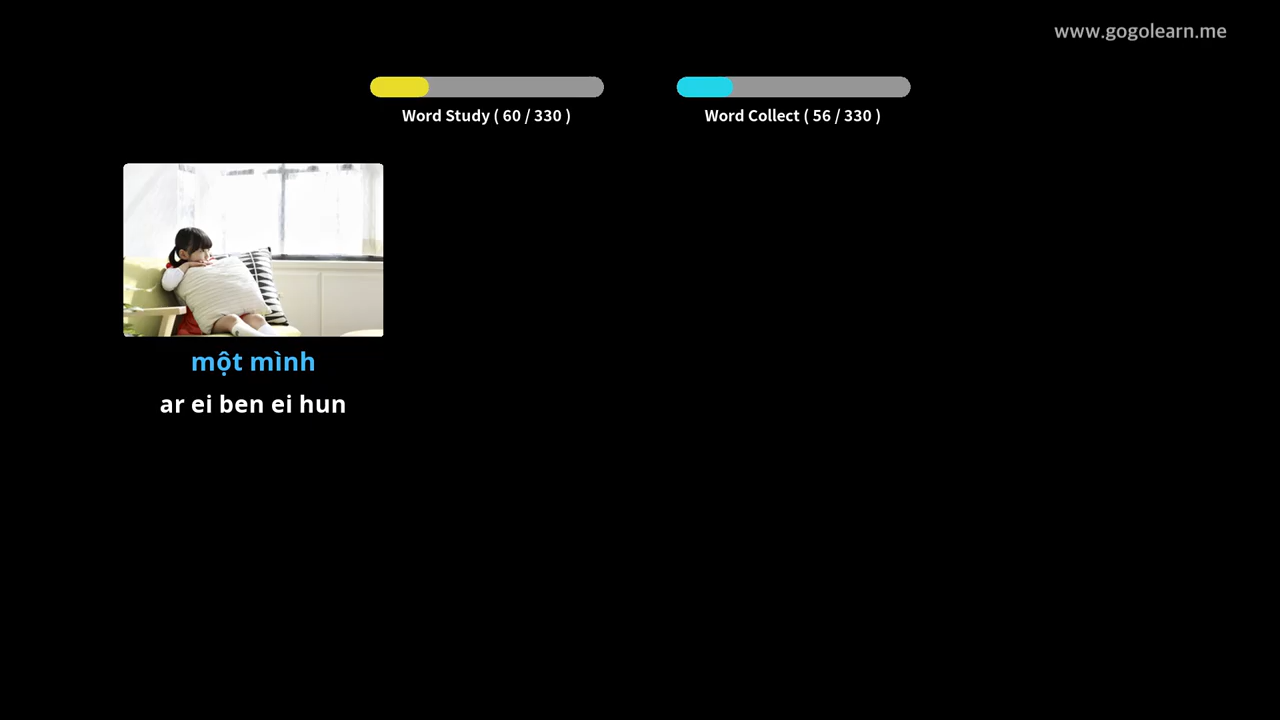 www.gogolearn.me
Word Study ( 60 / 330 )
Word Collect ( 56 / 330 )
một mình
ar ei ben ei hun